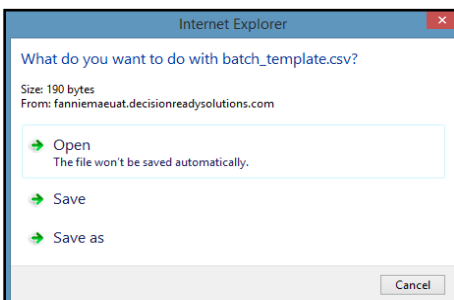 Internet Explorer
What do you want to do with batch_template.csv?
Size: 190 bytes
From: fanniemaeuat.decisionreadysolutions.com
Open
The file won't be saved automatically.
Save
Save as
Cancel